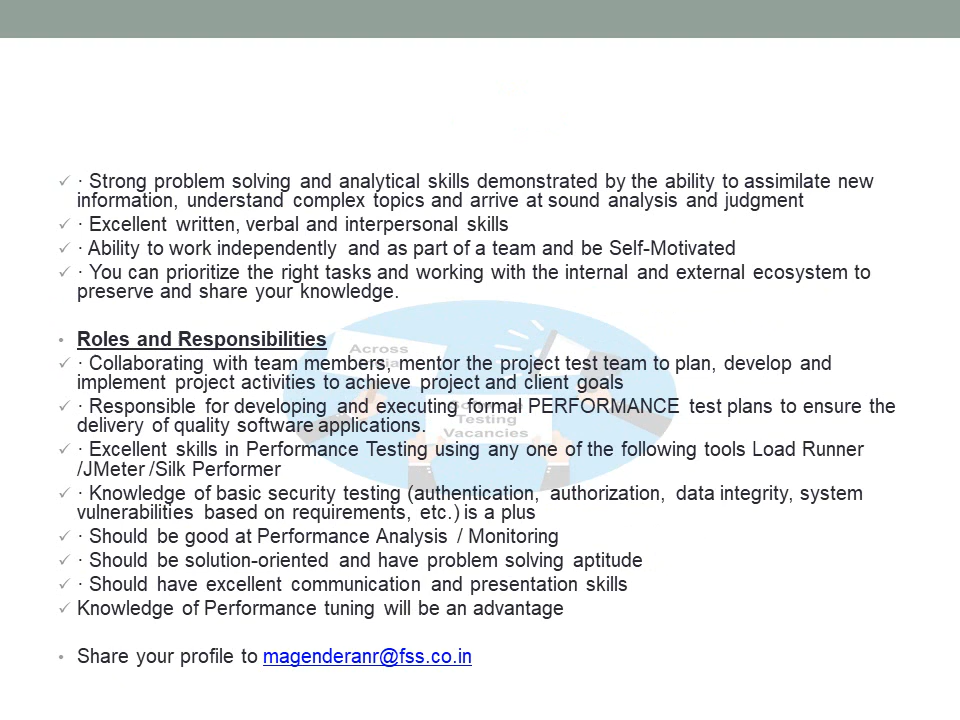 · Strong problem solving and analytical skills demonstrated by the ability to assimilate new
information, understand complex topics and arrive at sound analysis and judgment
· Excellent written, verbal and interpersonal skills
· Ability to work independently and as part of a team and be Self-Motivated
· You can prioritize the right tasks and working with the internal and external ecosystem to
preserve and share your knowledge.
Roles and Responsibilities
Across
· Collaborating with team members, mentor the project test team to plan, develop and
implement project activities to achieve project and client goals
· Responsible for developing and executing formal PERFORMANCE test plans to ensure the
delivery of quality software applications.
Testing
Vacancies
· Excellent skills in Performance Testing using any one of the following tools Load Runner
/JMeter /Silk Performer
· Knowledge of basic security testing (authentication, authorization, data integrity, system
vulnerabilities based on requirements, etc.) is a plus
· Should be good at Performance Analysis / Monitoring
· Should be solution-oriented and have problem solving aptitude
· Should have excellent communication and presentation skills
Knowledge of Performance tuning will be an advantage
Share your profile to magenderanr@fss.co.in